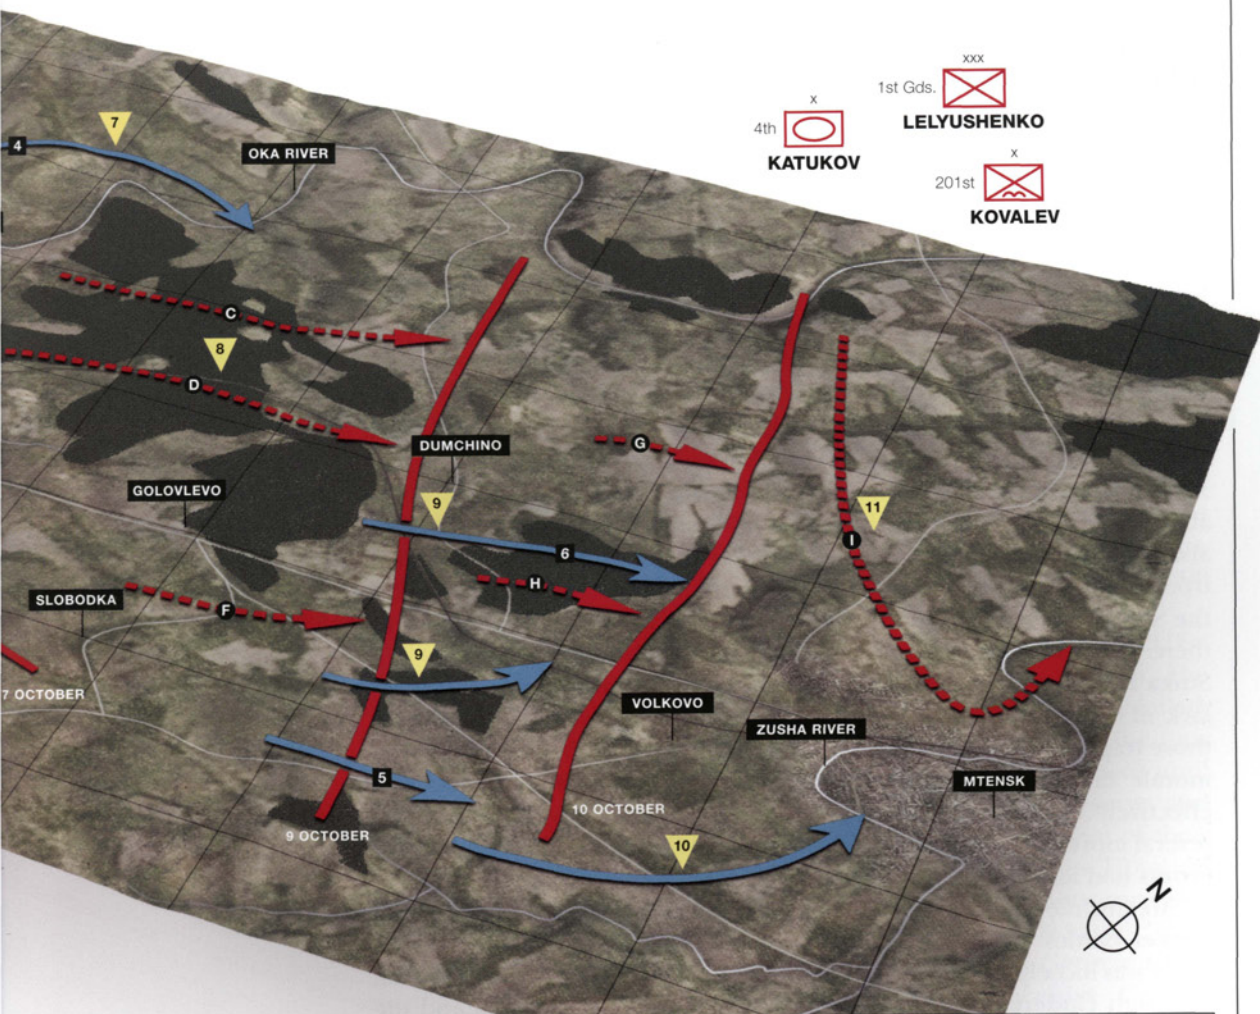 xxx
1st Gds.
LELYUSHENKO
x
4th
KATUKOV
x
201st
KOVALEV
7
4
OKA RIVER
C
8
D
DUMCHINO
G
GOLOVLEVO
9
11
6
I
H
SLOBODKA
F
9
7 OCTOBER
VOLKOVO
ZUSHA RIVER
5
MTENSK
10 OCTOBER
9 OCTOBER
10
N